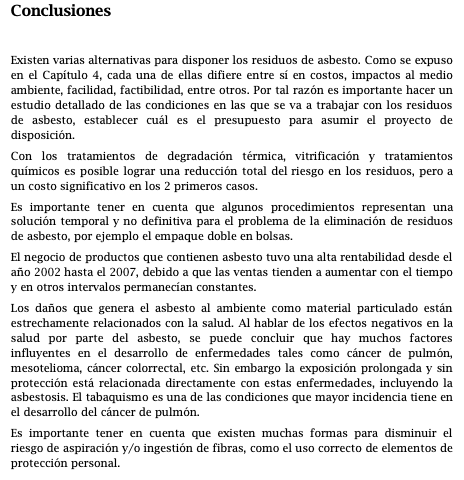 Conclusiones
Existen varias alternativas para disponer los residuos de asbesto. Como se expuso
en el Capítulo 4, cada una de ellas difiere entre sí en costos, impactos al medio
ambiente, facilidad, factibilidad, entre otros. Por tal razón es importante hacer un
estudio detallado de las condiciones en las que se va a trabajar con los residuos
de asbesto, establecer cuál es el presupuesto para asumir el proyecto de
disposición.
Con los tratamientos de degradación térmica, vitrificación y tratamientos
químicos es posible lograr una reducción total del riesgo en los residuos, pero a
un costo significativo en los 2 primeros casos.
Es importante tener en cuenta que algunos procedimientos representan una
solución temporal y no definitiva para el problema de la eliminación de residuos
de asbesto, por ejemplo el empaque doble en bolsas.
El negocio de productos que contienen asbesto tuvo una alta rentabilidad desde el
año 2002 hasta el 2007, debido a que las ventas tienden a aumentar con el tiempo
y en otros intervalos permanecían constantes.
Los daños que genera el asbesto al ambiente como material particulado están
estrechamente relacionados con la salud. Al hablar de los efectos negativos en la
salud por parte del asbesto, se puede concluir que hay muchos factores
influyentes en el desarrollo de enfermedades tales como cáncer de pulmón,
mesotelioma, cáncer colorrectal, etc. Sin embargo la exposición prolongada y sin
protección está relacionada directamente con estas enfermedades, incluyendo la
asbestosis. El tabaquismo es una de las condiciones que mayor incidencia tiene en
el desarrollo del cáncer de pulmón.
Es importante tener en cuenta que existen muchas formas para disminuir el
riesgo de aspiración y/o ingestión de fibras, como el uso correcto de elementos de
protección personal.